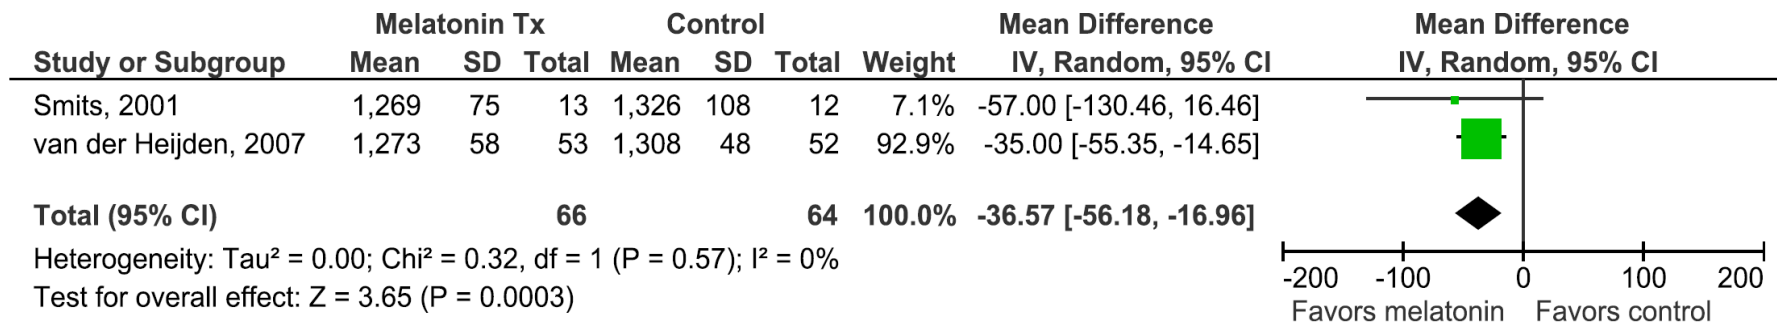 Melatonin Tx Control Mean Difference Mean Difference
Study or Subgroup Mean SD Total Mean SD Total Weight IV, Random, 95% CI IV, Random, 95% CI
Smits, 2001 1,269 75 13 1,326 108 12 7.1% -57.00 [-130.46, 16.46]
van der Heijden, 2007 1,273 58 53 1,308 48 52 92.9% -35.00 [-55.35, -14.65]
Total (95% CI) 66 64 100.0% -36.57 [-56.18, -16.96]
Heterogeneity: Tau² = 0.00; Chi² = 0.32, df = 1 (P = 0.57); I² = 0%
Test for overall effect: Z = 3.65 (P = 0.0003)
-200 -100 0 100 200
Favors melatonin Favors control